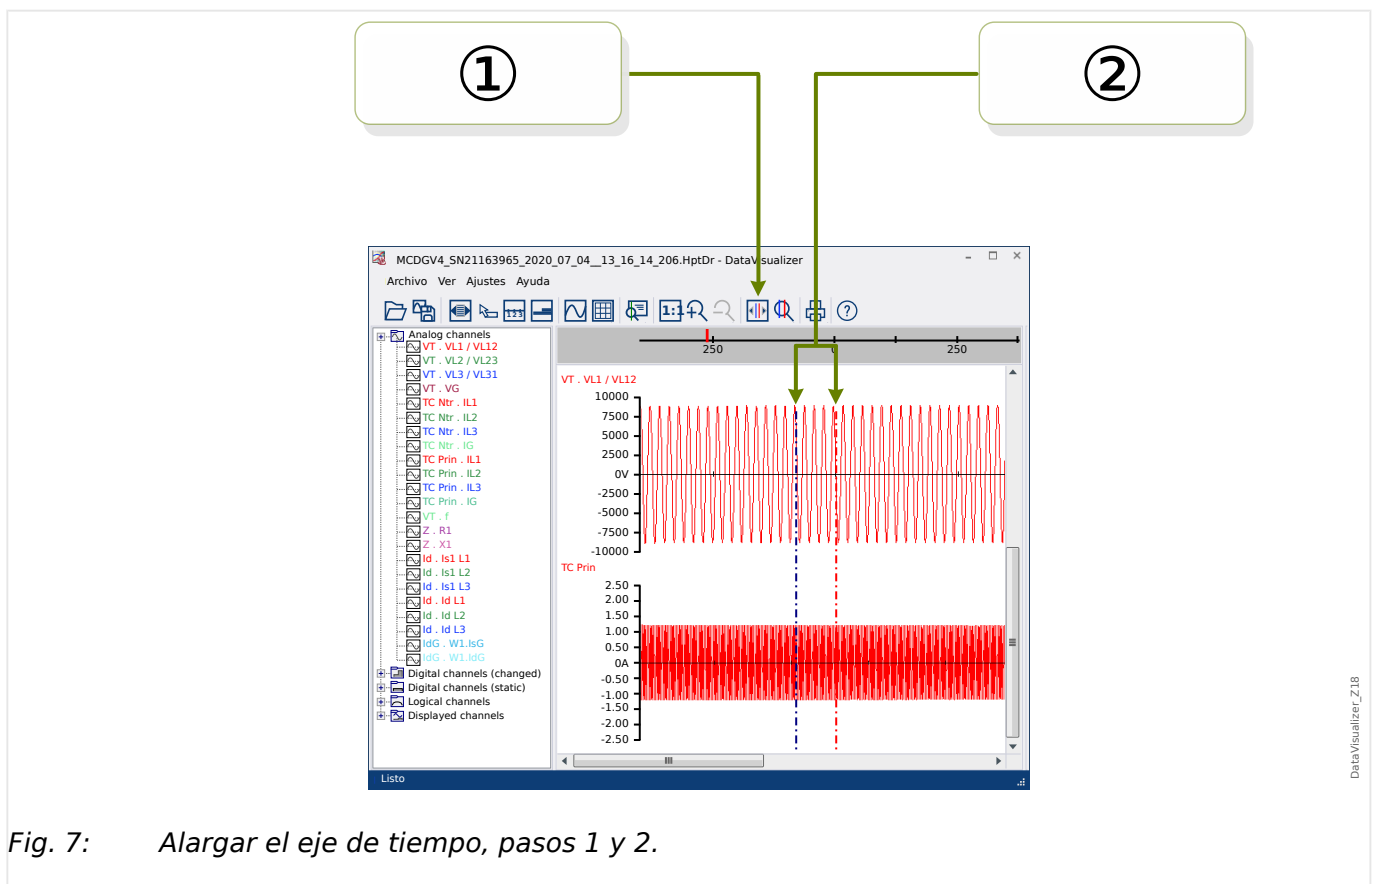 ① ②
MCDGV4_SN21163965_2020_07_04__13_16_14_206.HptDr - DataVisualizer
Archivo Ver Ajustes Ayuda
123 1:1 ?
Analog channels
VT . VL1 / VL12
VT . VL2 / VL23
VT . VL3 / VL31
VT . VG
TC Ntr . IL1
TC Ntr . IL2
TC Ntr . IL3
TC Ntr . IG
TC Prin . IL1
TC Prin . IL2
TC Prin . IL3
TC Prin . IG
VT . f
Z . R1
Z . X1
Id . Is1 L1
Id . Is1 L2
Id . Is1 L3
Id . Id L1
Id . Id L2
Id . Id L3
IdG . W1.IsG
IdG . W1.IdG
Digital channels (changed)
Digital channels (static)
Logical channels
Displayed channels
250 0 250
VT . VL1 / VL12
10000
7500
5000
2500
0V
-2500
-5000
-7500
-10000
TC Prin
2.50
2.00
1.50
1.00
0.50
0A
-0.50
-1.00
-1.50
-2.00
-2.50
Listo
DataVisualizer_Z18
Fig. 7: Alargar el eje de tiempo, pasos 1 y 2.